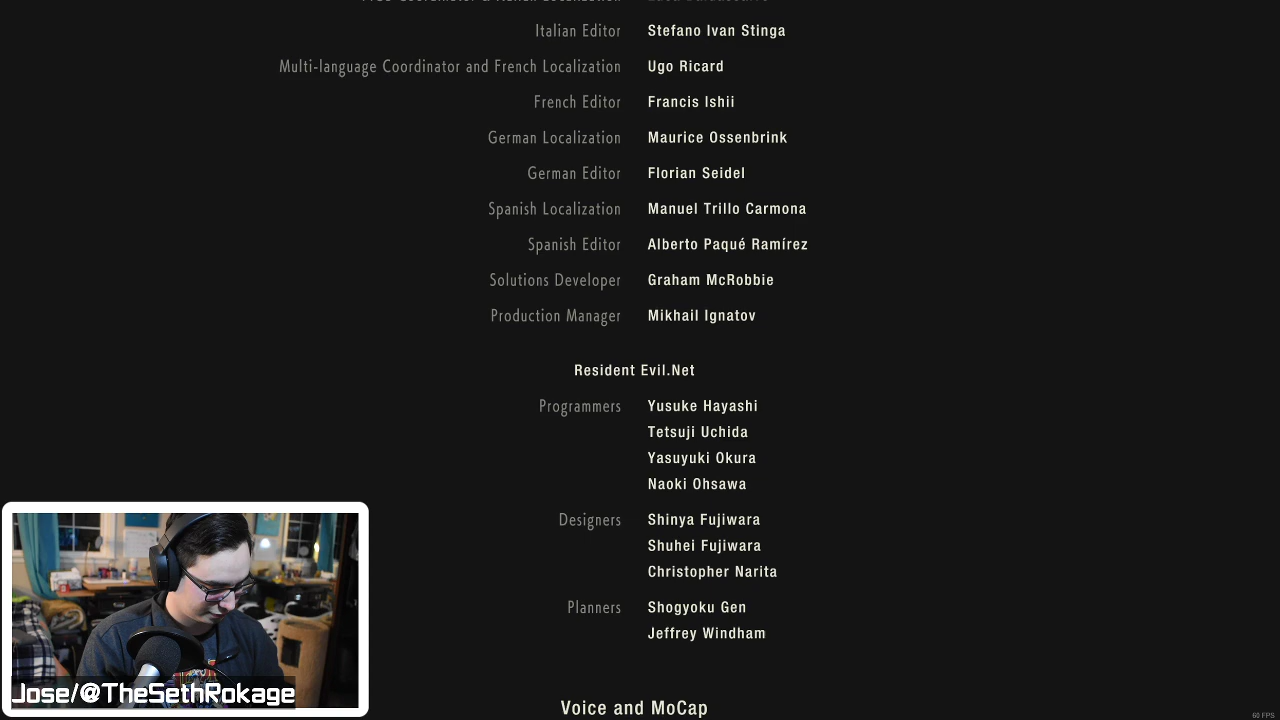 Italian Editor Stefano Ivan Stinga
Multi-language Coordinator and French Localization Ugo Ricard
French Editor Francis Ishii
German Localization Maurice Ossenbrink
German Editor Florian Seidel
Spanish Localization Manuel Trillo Carmona
Spanish Editor Alberto Paqué Ramírez
Solutions Developer Graham McRobbie
Production Manager Mikhail Ignatov
Resident Evil.Net
Programmers Yusuke Hayashi
Tetsuji Uchida
Yasuyuki Okura
Naoki Ohsawa
Designers Shinya Fujiwara
Shuhei Fujiwara
Christopher Narita
Planners Shogyoku Gen
Jeffrey Windham
Jose/@TheSethRokage
Voice and MoCap
60 FPS